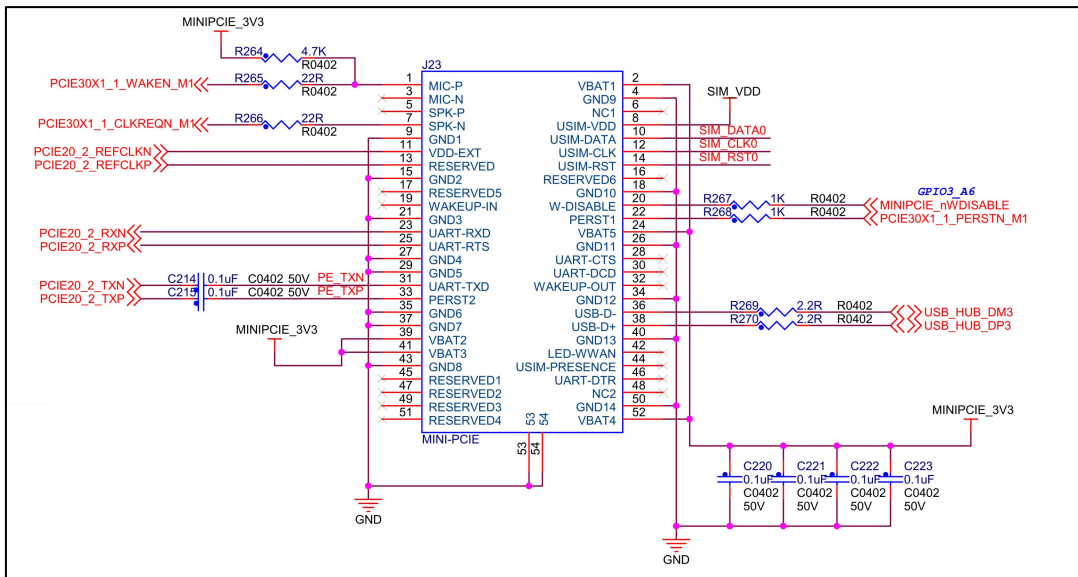 MINIPCIE_3V3
R264 4.7K
R0402
R265 22R
R0402
PCIE30X1_1_WAKEN_M1
R266 22R
R0402
PCIE30X1_1_CLKREQN_M1
PCIE20_2_REFCLKN
PCIE20_2_REFCLKP
PCIE20_2_RXN
PCIE20_2_RXP
PCIE20_2_TXN
PCIE20_2_TXP
C214 0.1uF C0402 50V PE_TXN
C215 0.1uF C0402 50V PE_TXP
MINIPCIE_3V3
GND
J23
1 MIC-P
3 MIC-N
5 SPK-P
7 SPK-N
9 GND1
11 VDD-EXT
13 RESERVED
15 GND2
17 RESERVED5
19 WAKEUP-IN
21 GND3
23 UART-RXD
25 UART-RTS
27 GND4
29 GND5
31 UART-TXD
33 PERST2
35 GND6
37 GND7
39 VBAT2
41 VBAT3
43 GND8
45 RESERVED1
47 RESERVED2
49 RESERVED3
51 RESERVED4
VBAT1 2
GND9 4
NC1 6
USIM-VDD 8
USIM-DATA 10
USIM-CLK 12
USIM-RST 14
RESERVED6 16
GND10 18
W-DISABLE 20
PERST1 22
VBAT5 24
GND11 26
UART-CTS 28
UART-DCD 30
WAKEUP-OUT 32
GND12 34
USB-D- 36
USB-D+ 38
GND13 40
LED-WWAN 42
USIM-PRESENCE 44
UART-DTR 46
NC2 48
GND14 50
VBAT4 52
53 54
MINI-PCIE
53 54
SIM_VDD
SIM_DATA0
SIM_CLK0
SIM_RST0
GPIO3_A6
R267 1K R0402 MINIPCIE_nWDISABLE
R268 1K R0402 PCIE30X1_1_PERSTN_M1
R269 2.2R R0402 USB_HUB_DM3
R270 2.2R R0402 USB_HUB_DP3
MINIPCIE_3V3
C220 C221 C222 C223
0.1uF 0.1uF 0.1uF 0.1uF
C0402 C0402 C0402 C0402
50V 50V 50V 50V
GND